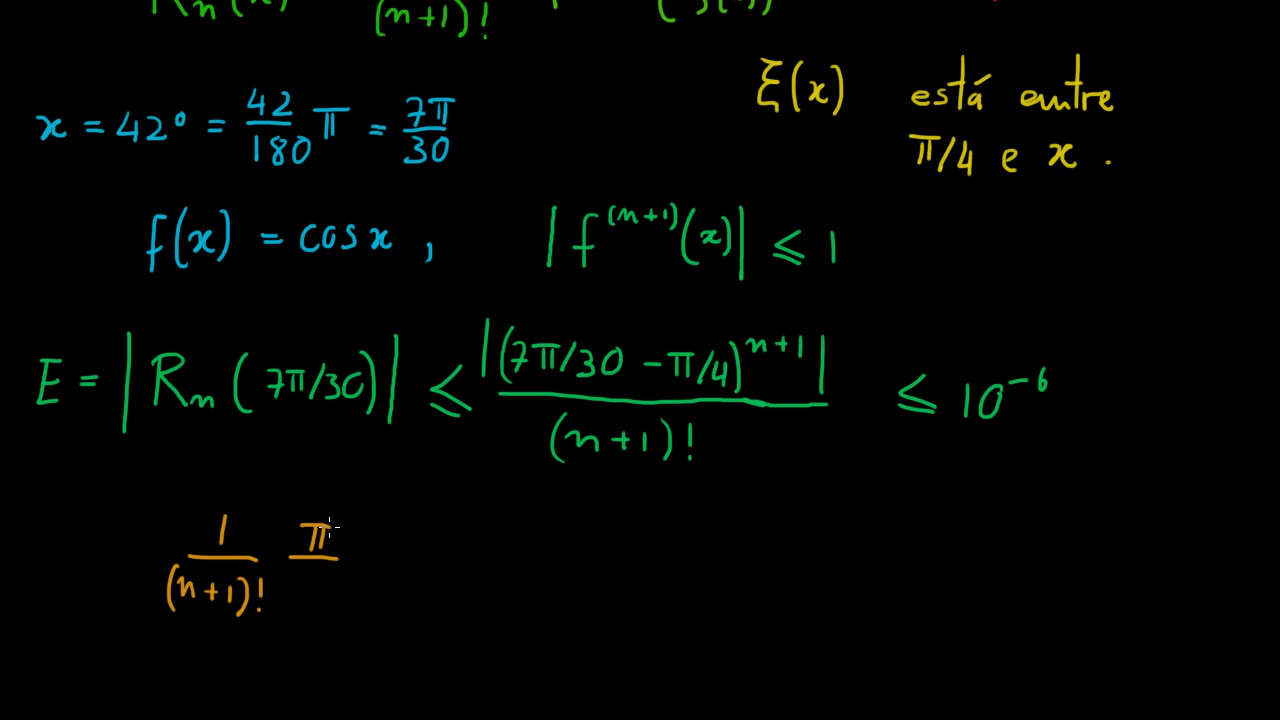 (n+1)!
ξ(x) está entre
x = 42° = 42/180 π = 7π/30
π/4 e x .
f(x) = cos x , |f^(n+1)(x)| ⩽ 1
E = |Rn(7π/30)| ⩽ |(7π/30 - π/4)^(n+1)| / (n+1)! ⩽ 10^-6
1/(n+1)! π